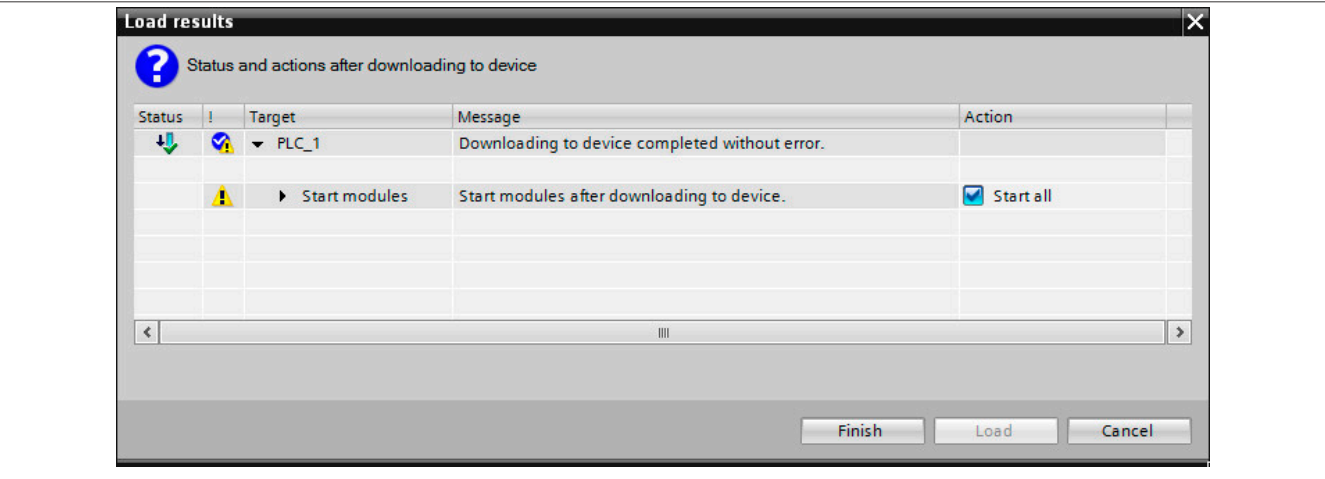 Load results
Status and actions after downloading to device
Status ! Target Message Action
PLC_1 Downloading to device completed without error.
Start modules Start modules after downloading to device. Start all
Finish Load Cancel